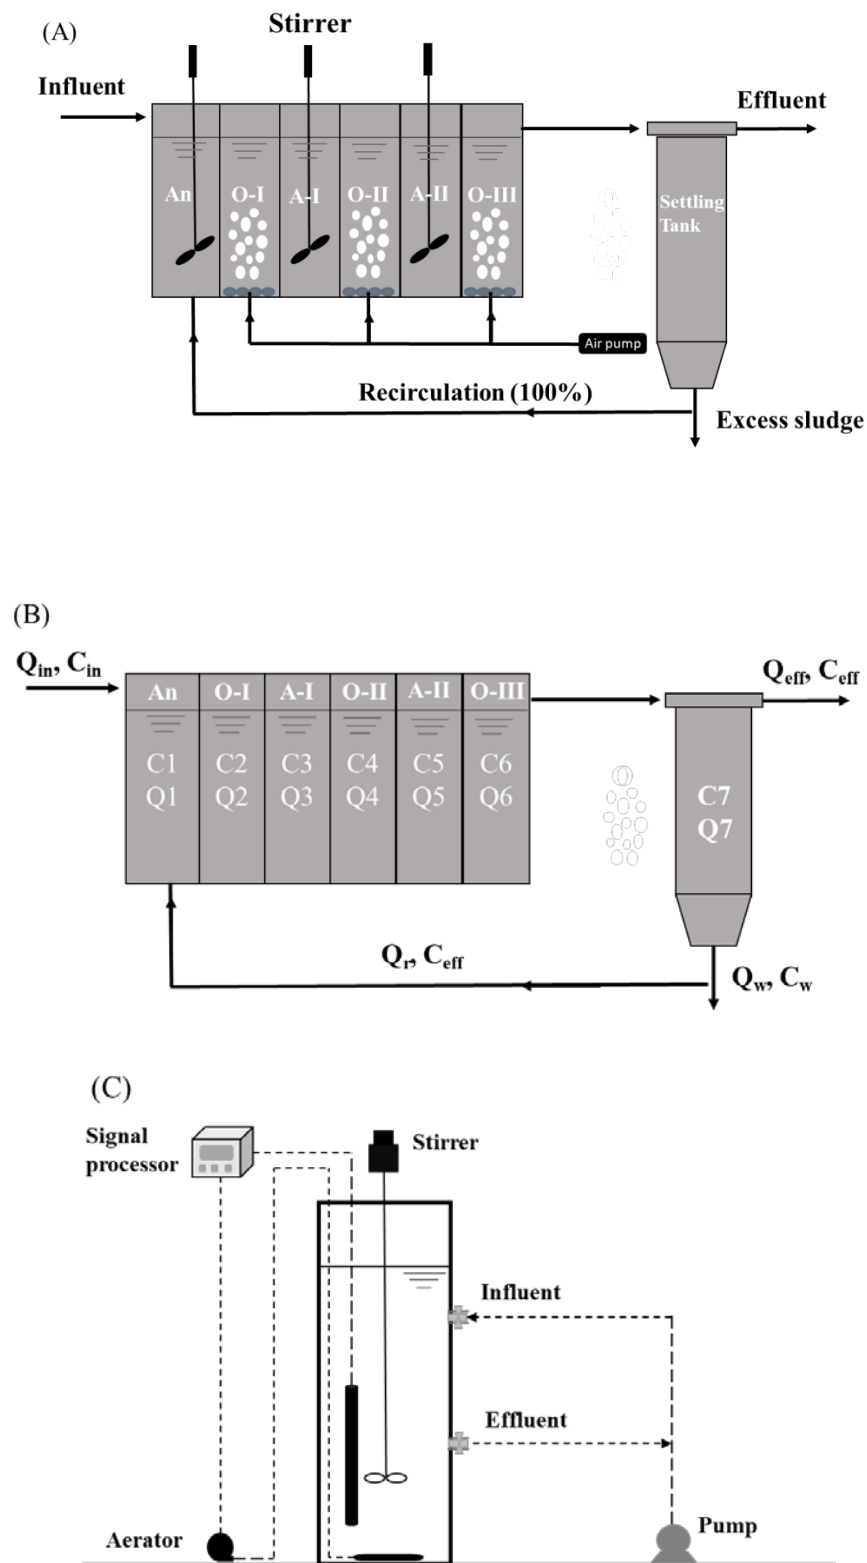 (A)
Stirrer
Influent
Effluent
An
O-I
A-I
O-II
A-II
O-III
Settling
Tank
Air pump
Recirculation (100%)
Excess sludge
(B)
Qin, Cin
Qeff, Ceff
An
O-I
A-I
O-II
A-II
O-III
C1
C2
C3
C4
C5
C6
Q1
Q2
Q3
Q4
Q5
Q6
C7
Q7
Qr, Ceff
Qw, Cw
(C)
Signal
processor
Stirrer
Influent
Effluent
Aerator
Pump